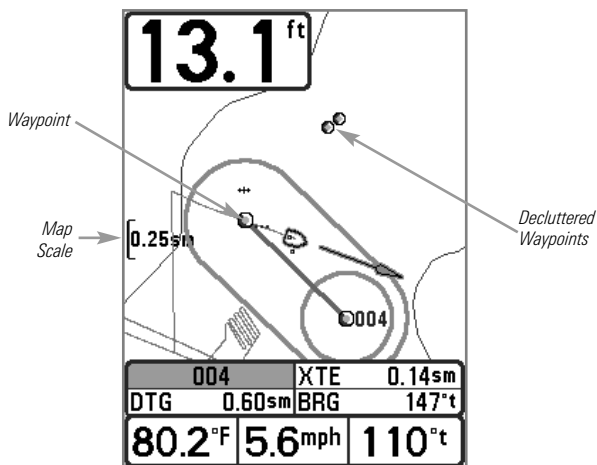 13.1 ft
Waypoint
Decluttered
Waypoints
Map
Scale
0.25sm
004
004 XTE 0.14sm
DTG 0.60sm BRG 147°t
80.2°F 5.6mph 110°t